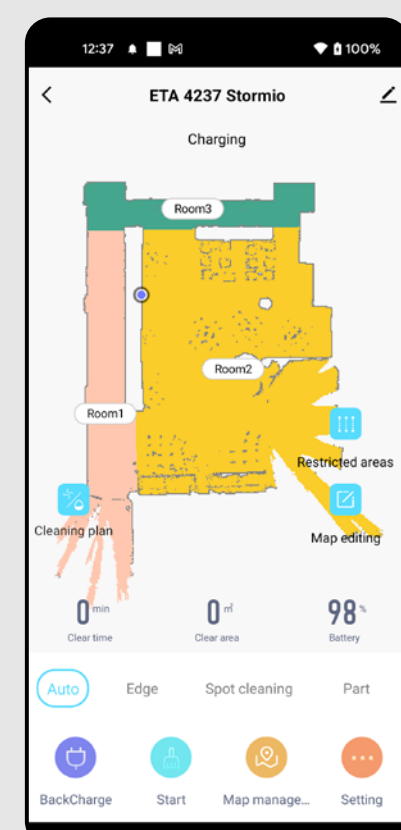 12:37 100%
ETA 4237 Stormio
Charging
Room3
Room2
Room1
Restricted areas
Cleaning plan
Map editing
0 min 0 ㎡ 98 %
Clear time Clear area Battery
Auto Edge Spot cleaning Part
BackCharge Start Map manage... Setting